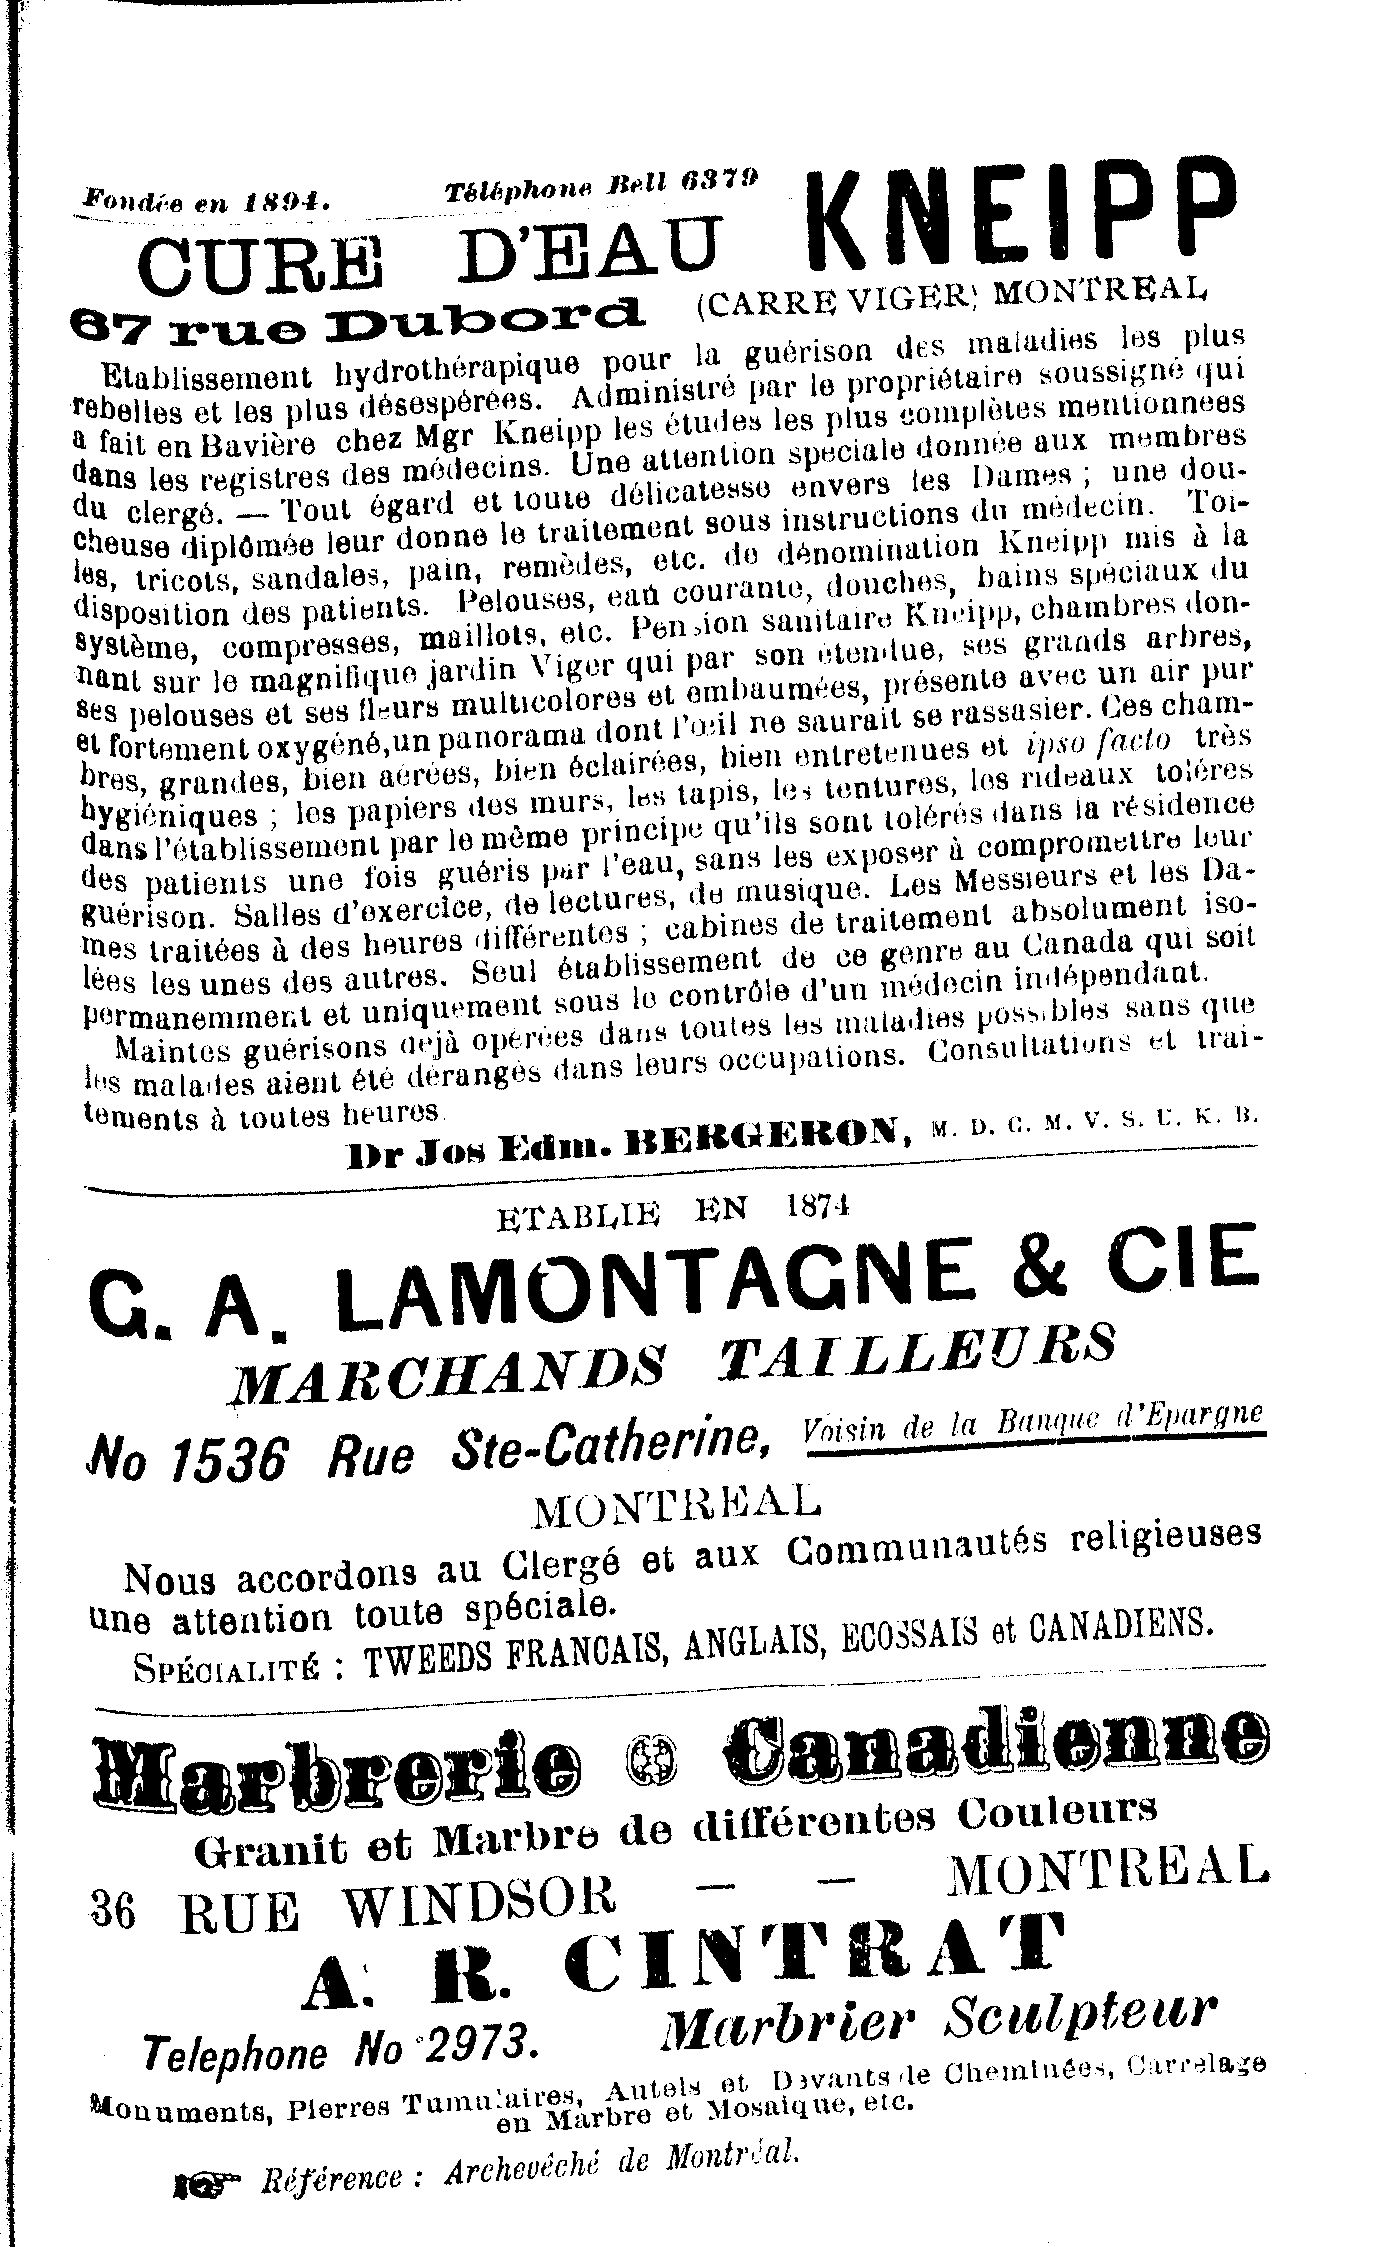 Fondée en 1894. Téléphone Bell 6379
CURE D'EAU KNEIPP
67 rue Dubord (CARRE VIGER) MONTREAL
Etablissement hydrothérapique pour la guérison des maladies les plus
rebelles et les plus désespérées. Administré par le propriétaire soussigné qui
a fait en Bavière chez Mgr Kneipp les études les plus complètes mentionnees
dans les registres des médecins. Une attention speciale donnée aux membres
du clergé. — Tout égard et toute délicatesse envers les Dames ; une dou-
cheuse diplômée leur donne le traitement sous instructions du médecin. Toi-
les, tricots, sandales, pain, remèdes, etc. de dénomination Kneipp mis à la
disposition des patients. Pelouses, eau courante, douches, bains spéciaux du
système, compresses, maillots, etc. Pension sanitaire Kneipp, chambres don-
nant sur le magnifique jardin Viger qui par son étendue, ses grands arbres,
ses pelouses et ses fleurs multicolores et embaumées, présente avec un air pur
et fortement oxygéné, un panorama dont l'œil ne saurait se rassasier. Ces cham-
bres, grandes, bien aérées, bien éclairées, bien entretenues et ipso facto très
hygiéniques ; les papiers des murs, les tapis, les tentures, les rideaux tolérés
dans l'établissement par le même principe qu'ils sont tolérés dans la résidence
des patients une fois guéris par l'eau, sans les exposer à compromettre leur
guérison. Salles d'exercice, de lectures, de musique. Les Messieurs et les Da-
mes traitées à des heures différentes ; cabines de traitement absolument iso-
lées les unes des autres. Seul établissement de ce genre au Canada qui soit
permanemment et uniquement sous le contrôle d'un médecin indépendant.
Maintes guérisons dejà opérées dans toutes les maladies possibles sans que
les malades aient été dérangés dans leurs occupations. Consultations et trai-
tements à toutes heures.
Dr Jos Edm. BERGERON, M. D. C. M. V. S. U. K. B.
ETABLIE EN 1874
G. A. LAMONTAGNE & CIE
MARCHANDS TAILLEURS
No 1536 Rue Ste-Catherine, Voisin de la Banque d'Epargne
MONTREAL
Nous accordons au Clergé et aux Communautés religieuses
une attention toute spéciale.
SPÉCIALITÉ : TWEEDS FRANCAIS, ANGLAIS, ECOSSAIS et CANADIENS.
Marbrerie Canadienne
Granit et Marbre de différentes Couleurs
36 RUE WINDSOR — — MONTREAL
A. R. CINTRAT
Telephone No 2973. Marbrier Sculpteur
Monuments, Pierres Tumulaires, Autels et Devants de Cheminées, Carrelage
en Marbre et Mosaique, etc.
Référence : Archevêché de Montréal.